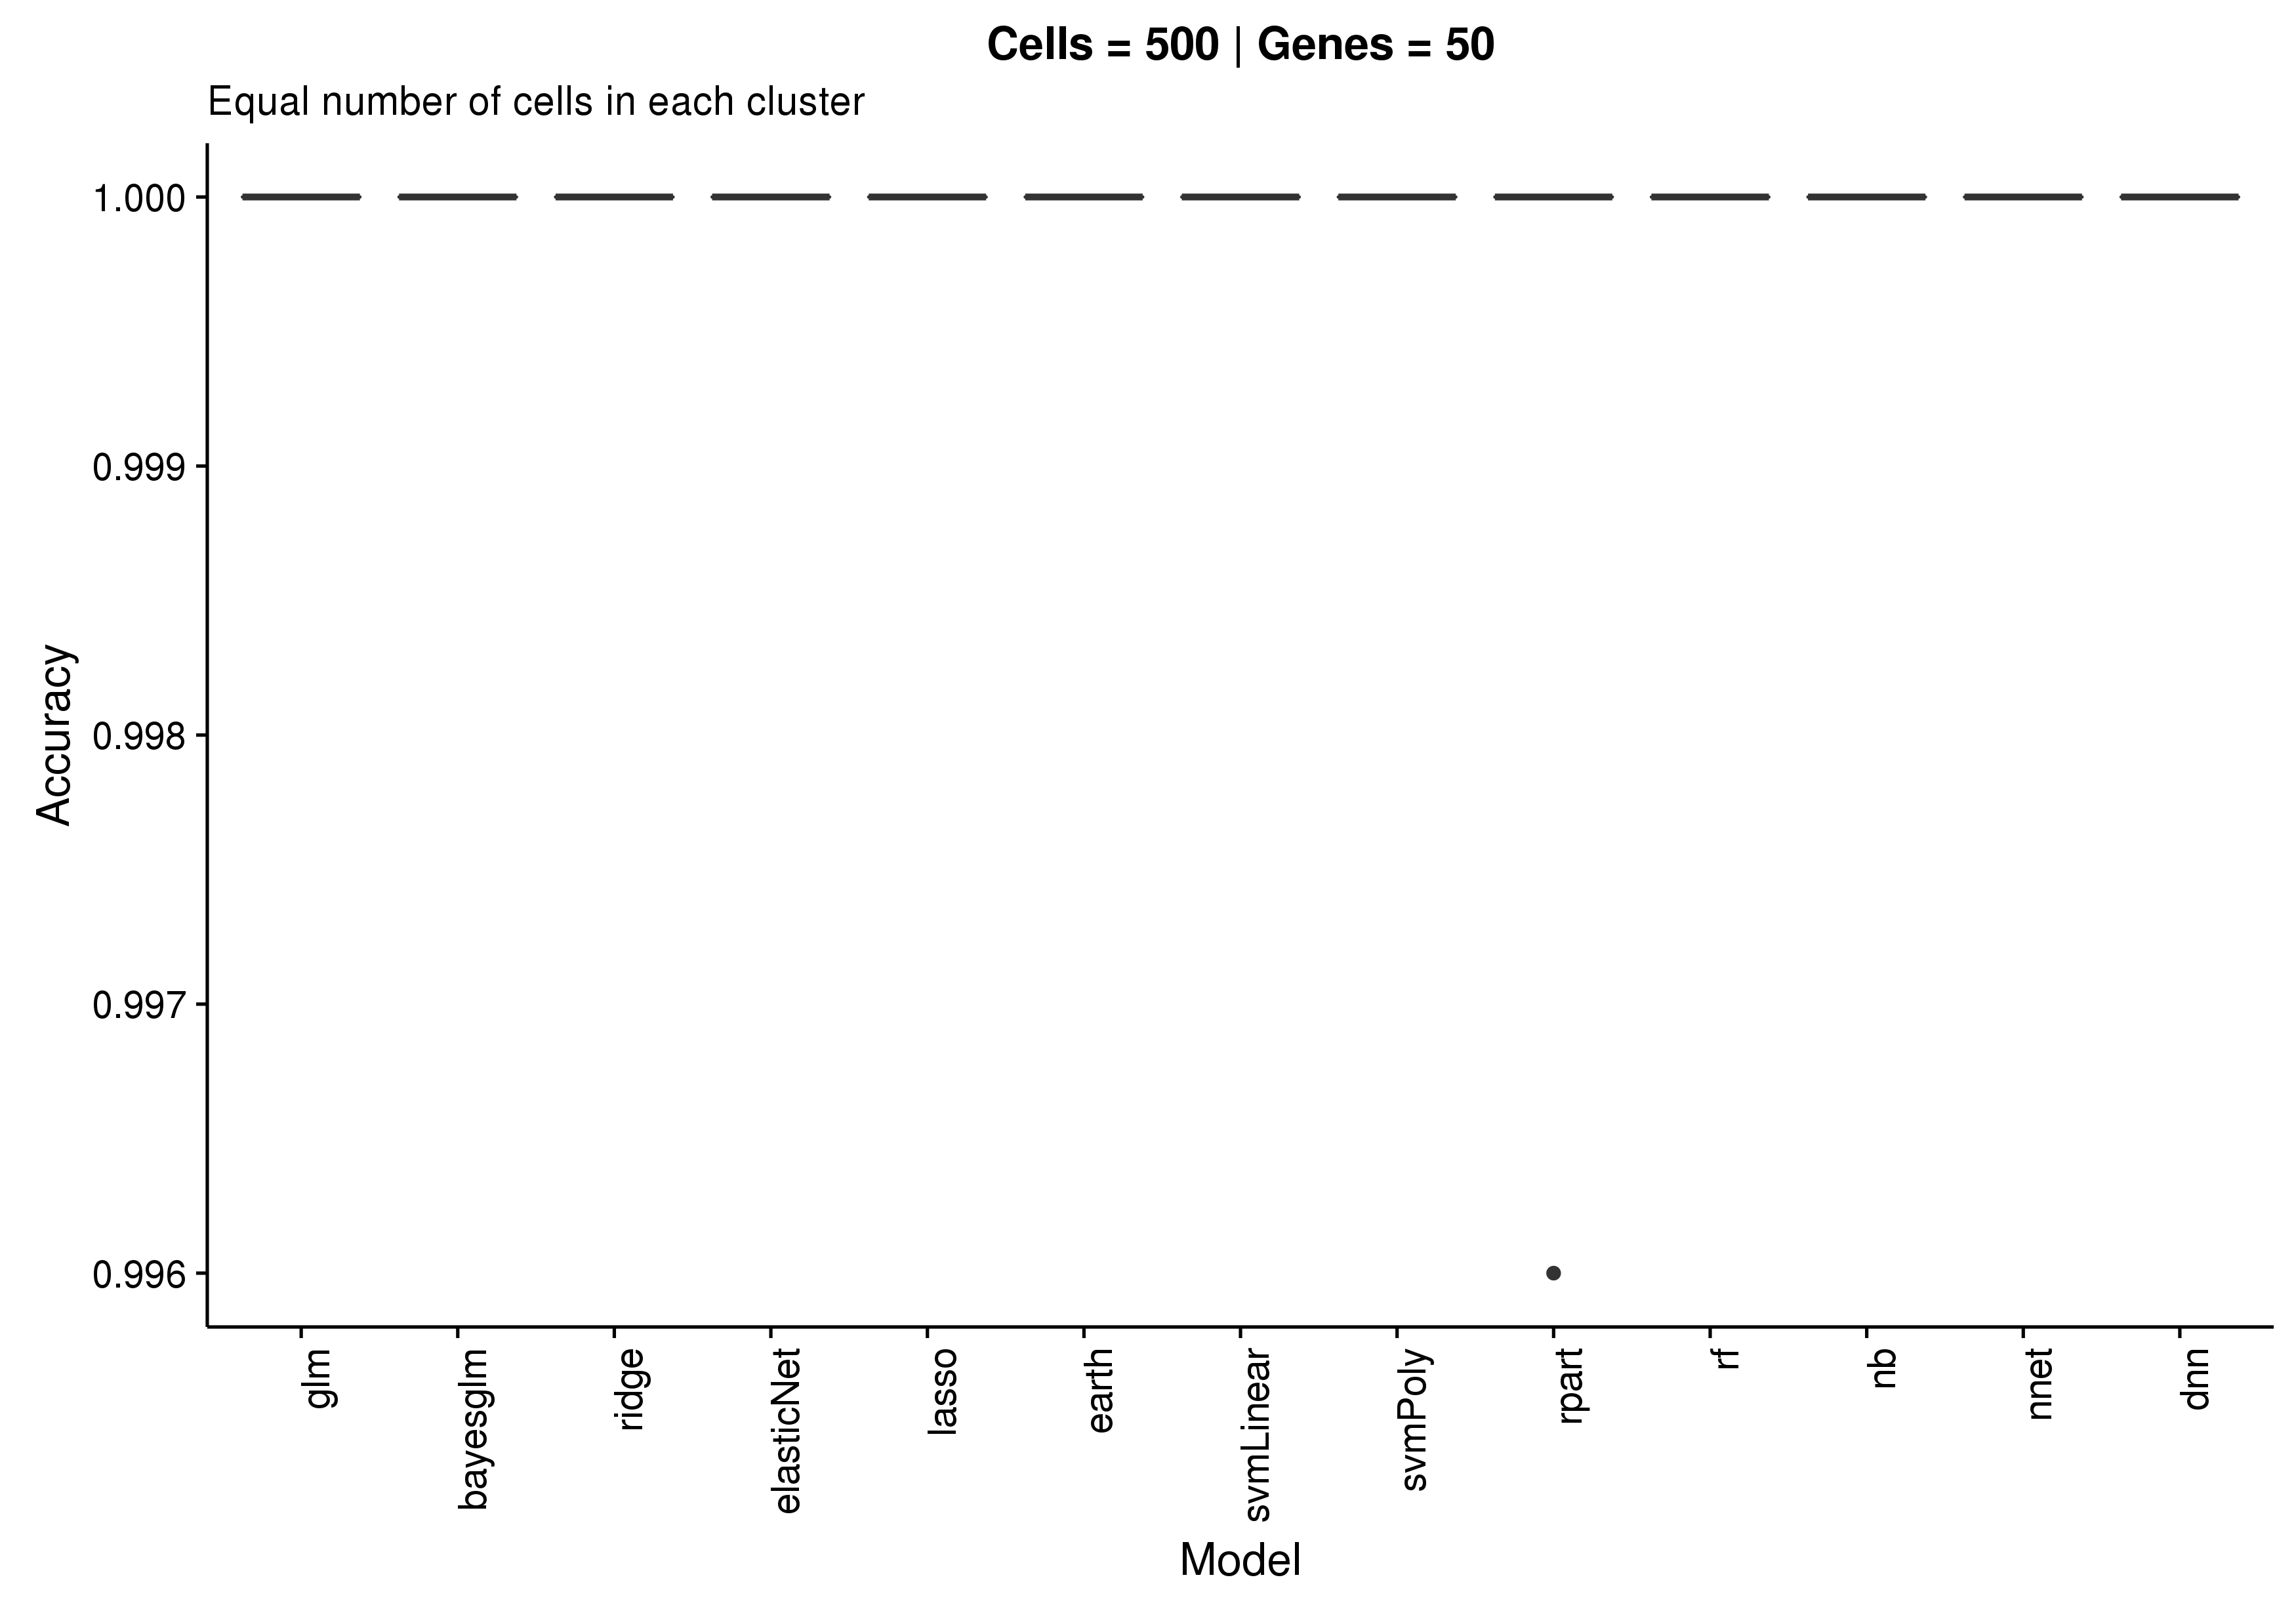 Cells = 500 | Genes = 50
Equal number of cells in each cluster
1.000
0.999
0.998
0.997
0.996
Accuracy
glm
bayesglm
ridge
elasticNet
lasso
earth
svmLinear
svmPoly
rpart
rf
nb
nnet
dnn
Model